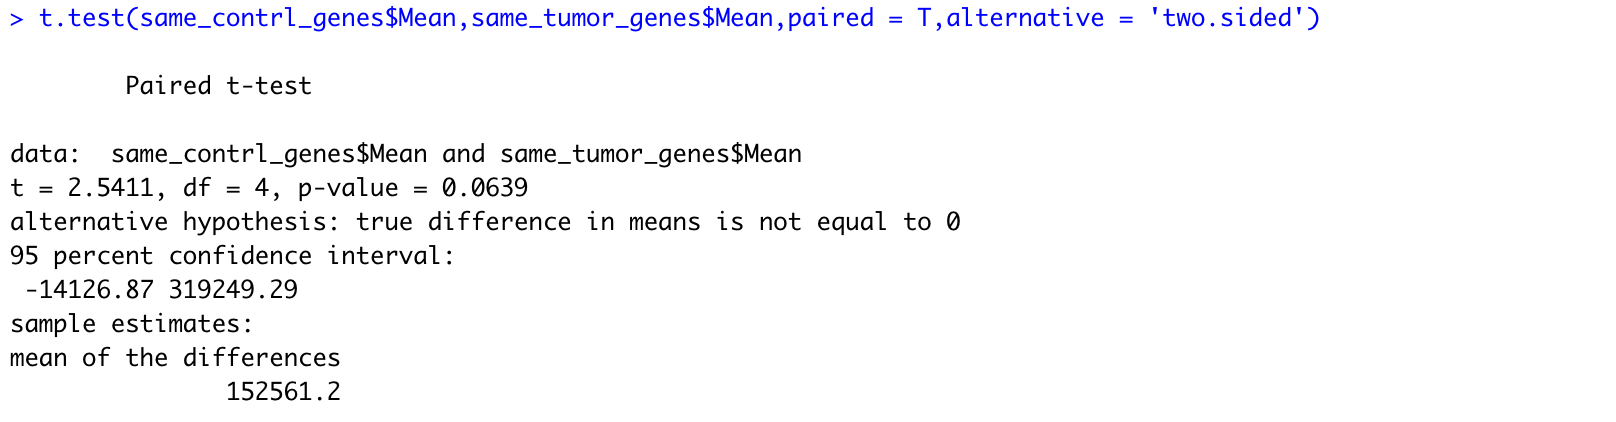 > t.test(same_contrl_genes$Mean,same_tumor_genes$Mean,paired = T,alternative = 'two.sided')
Paired t-test
data:  same_contrl_genes$Mean and same_tumor_genes$Mean
t = 2.5411, df = 4, p-value = 0.0639
alternative hypothesis: true difference in means is not equal to 0
95 percent confidence interval:
-14126.87 319249.29
sample estimates:
mean of the differences
152561.2